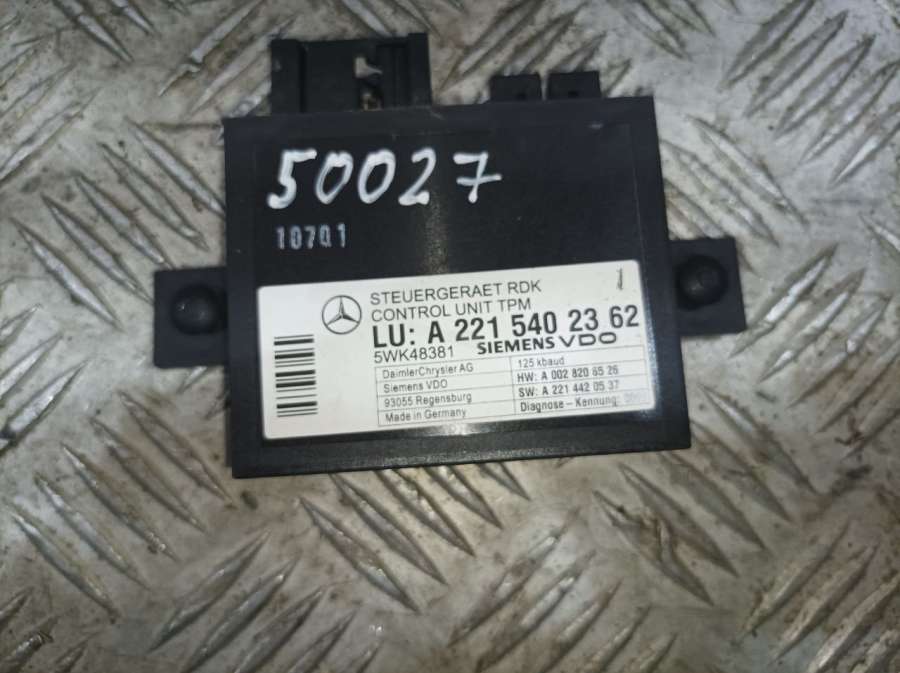 50027
10701
STEUERGERAET RDK
CONTROL UNIT TPM
LU: A 221 540 23 62
5WK48381 SIEMENS VDO
DaimlerChrysler AG 125 kbaud
Siemens VDO HW: A 002 820 65 26
93055 Regensburg SW: A 221 442 05 37
Made in Germany Diagnose - Kennung: